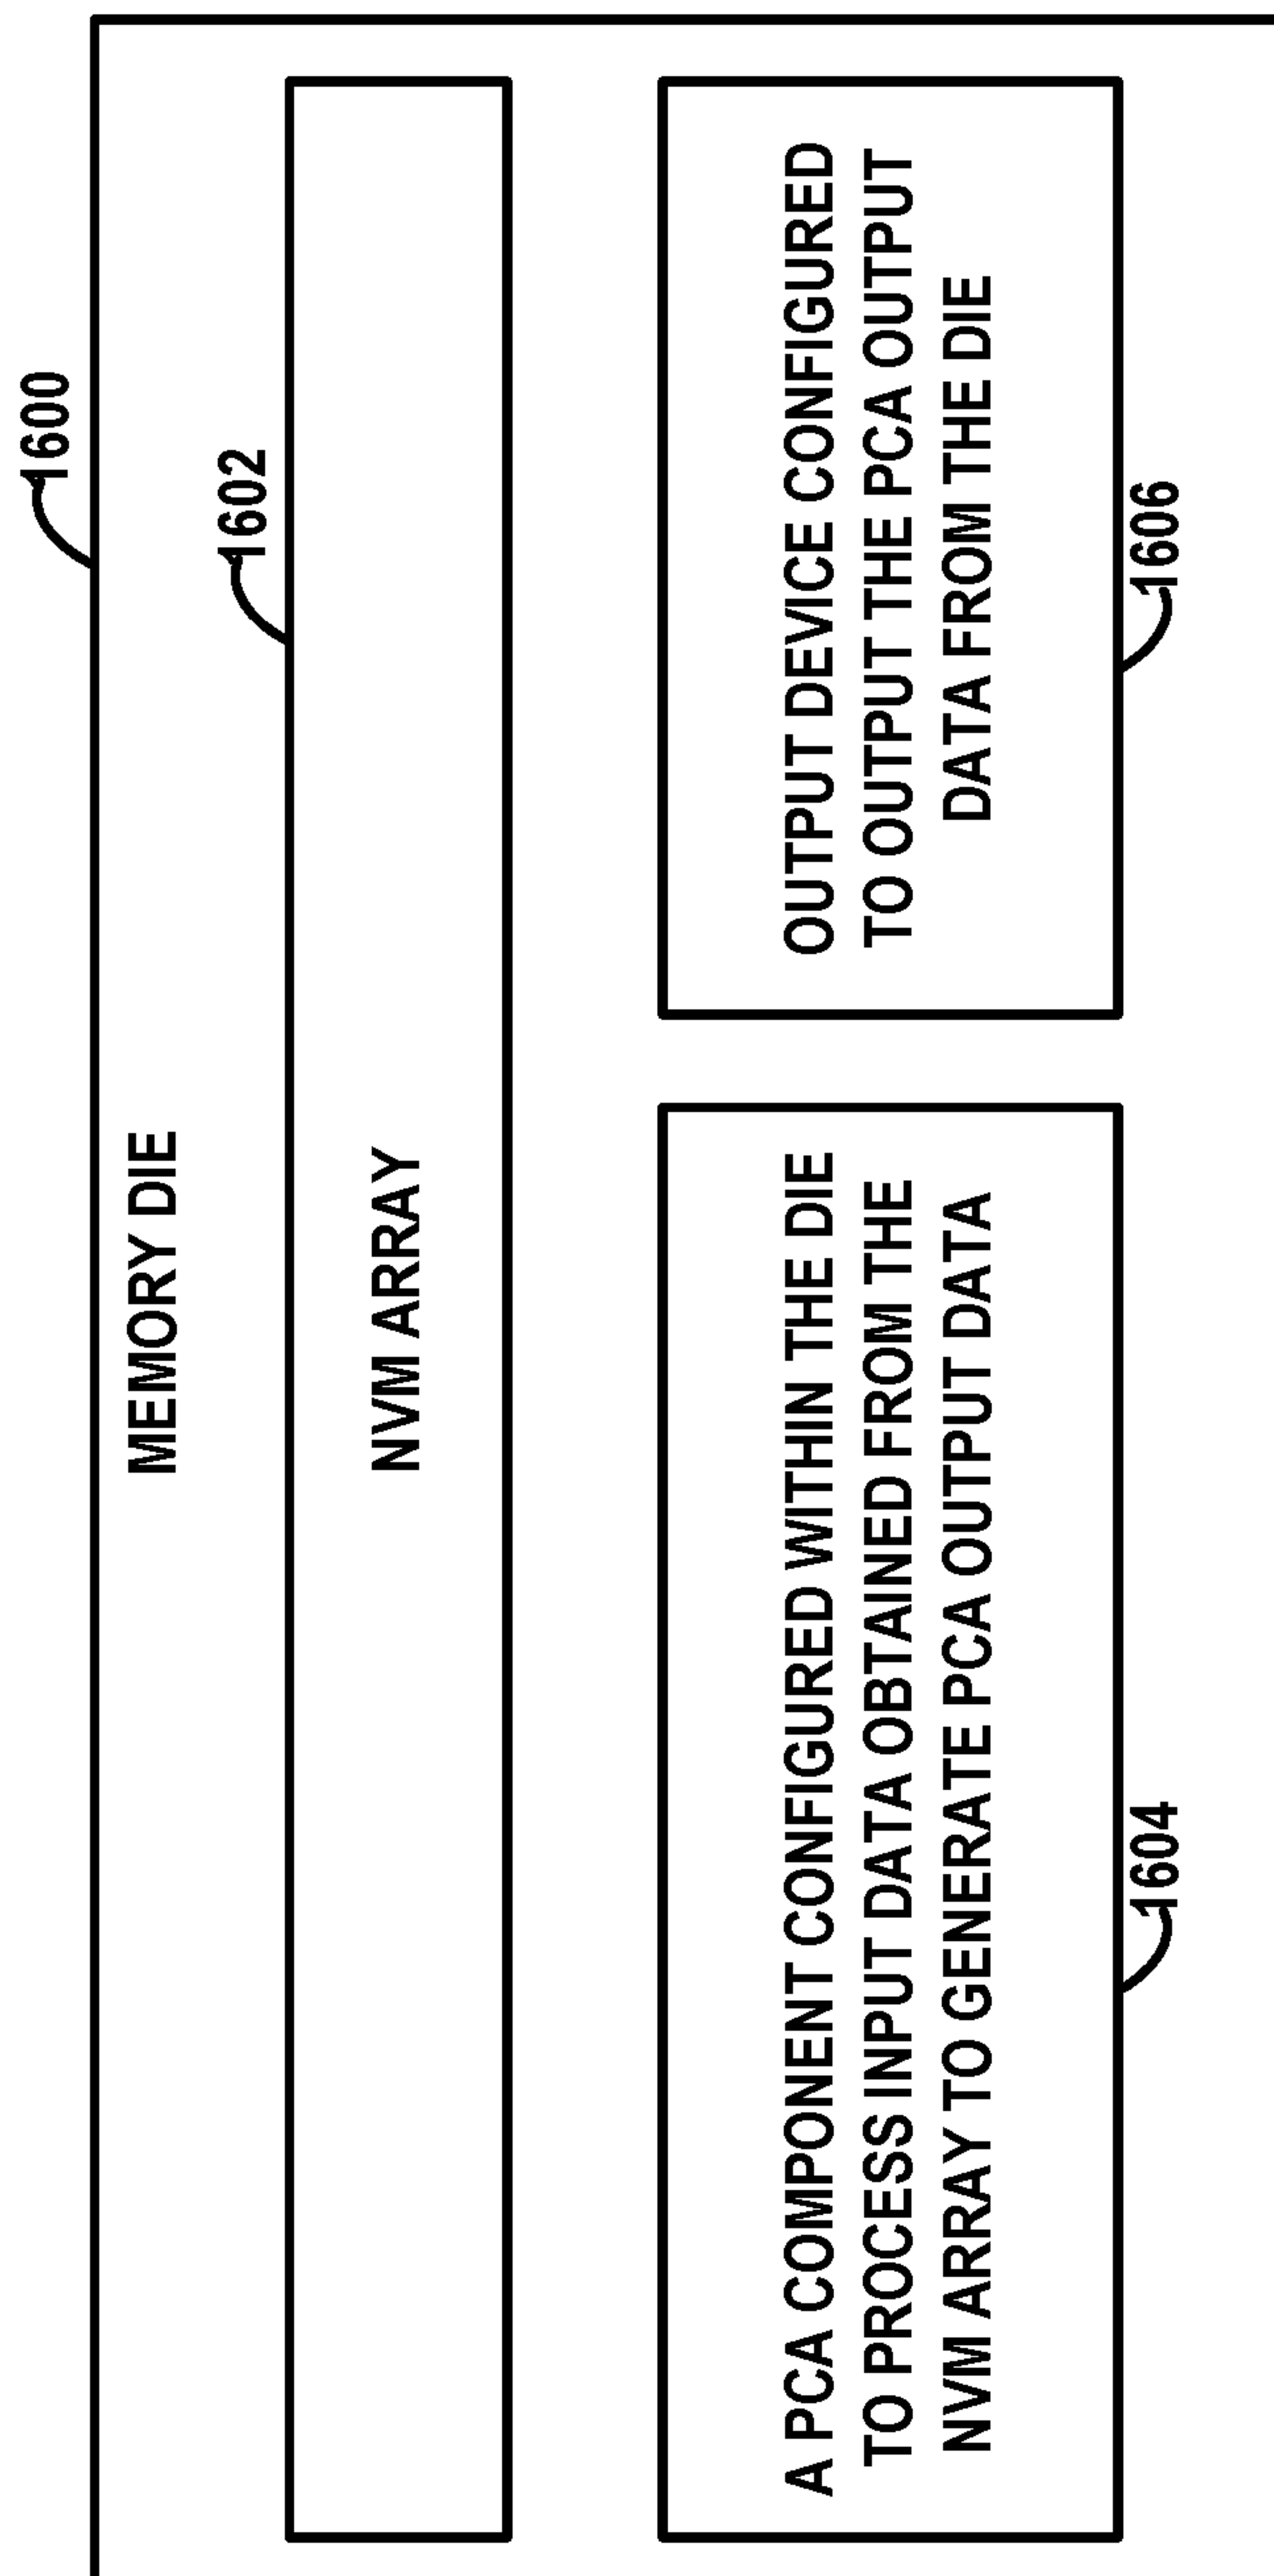 1600
MEMORY DIE
1602
NVM ARRAY
A PCA COMPONENT CONFIGURED WITHIN THE DIE
TO PROCESS INPUT DATA OBTAINED FROM THE
NVM ARRAY TO GENERATE PCA OUTPUT DATA
1604
OUTPUT DEVICE CONFIGURED
TO OUTPUT THE PCA OUTPUT
DATA FROM THE DIE
1606